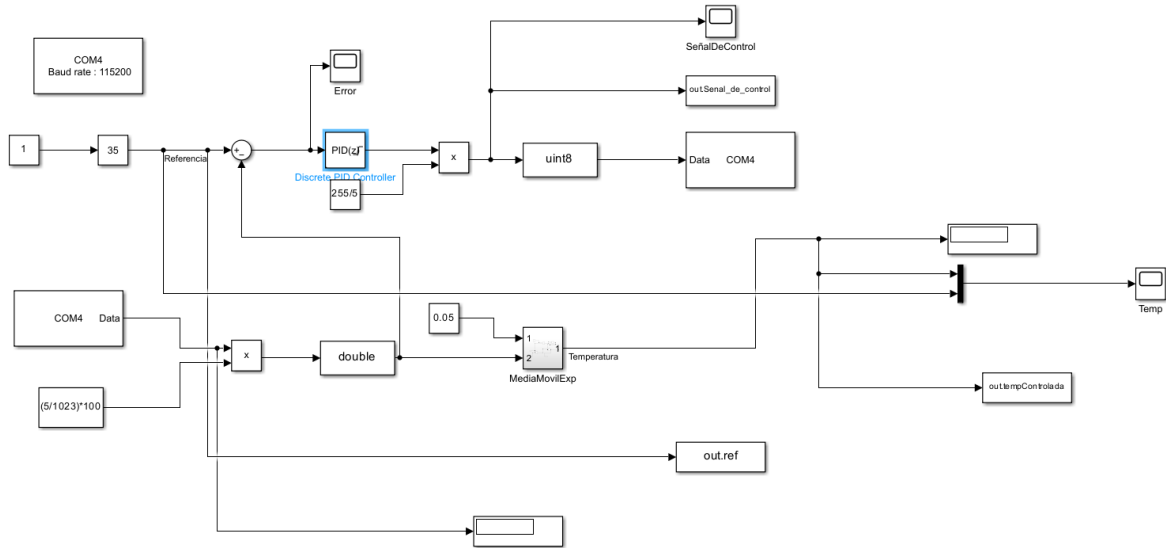 SeñalDeControl
COM4
Baud rate : 115200
Error
out.Senal_de_control
1
35
Referencia
+
−
PID(z)
Discrete PID Controller
255/5
x
uint8
Data COM4
COM4 Data
x
(5/1023)*100
double
0.05
1
2
1
MediaMovilExp
Temperatura
Temp
out.tempControlada
out.ref